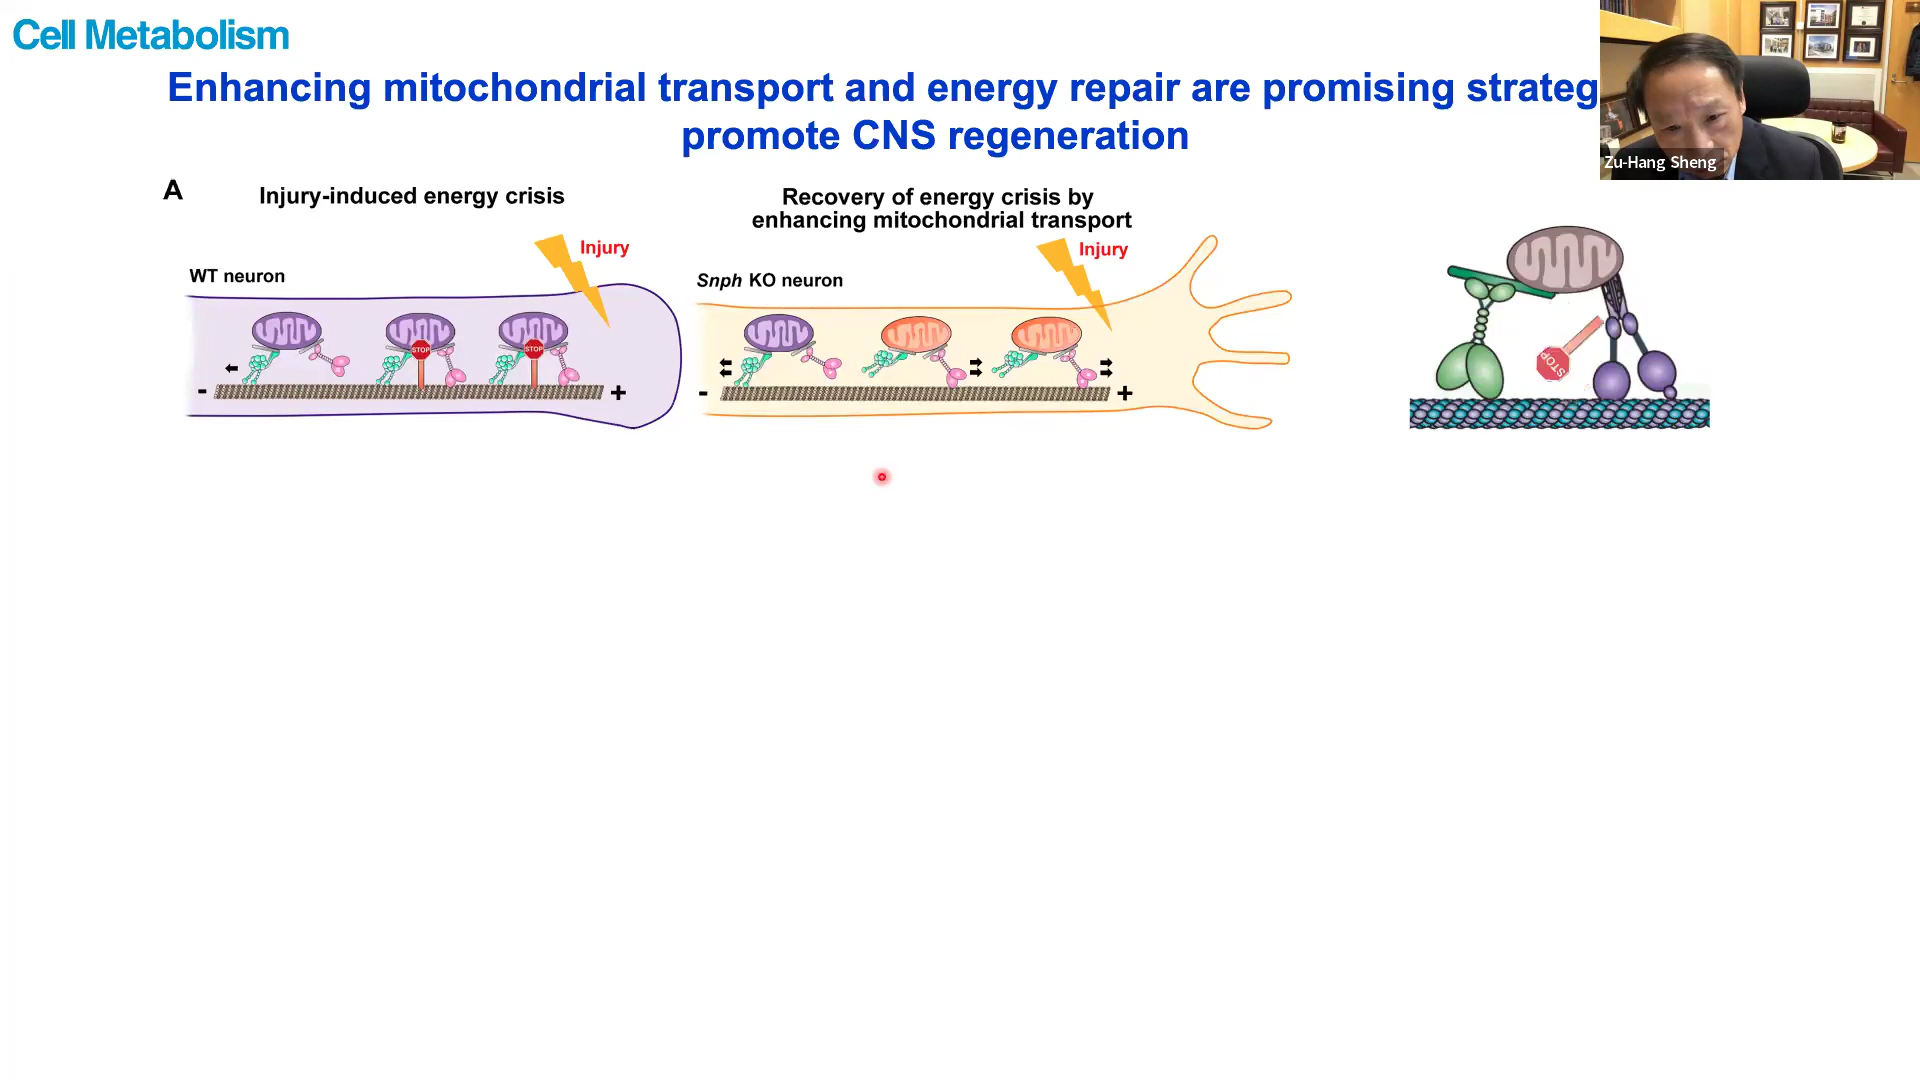 Cell Metabolism
Enhancing mitochondrial transport and energy repair are promising strateg
promote CNS regeneration
Zu-Hang Sheng
A
Injury-induced energy crisis
Recovery of energy crisis by
enhancing mitochondrial transport
Injury
Injury
WT neuron
Snph KO neuron
STOP
STOP
STOP
- +
- +